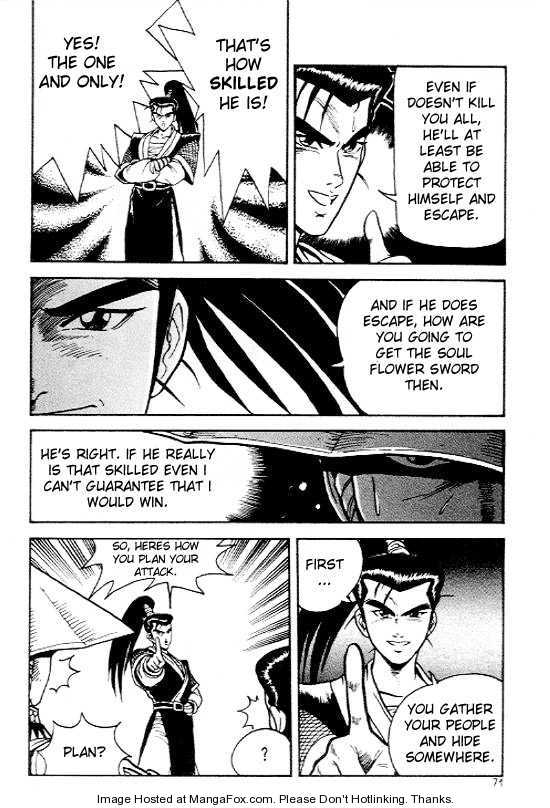 THAT'S
HOW
SKILLED
HE IS!
YES!
THE ONE
AND ONLY!
EVEN IF
DOESN'T KILL
YOU ALL,
HE'LL AT
LEAST BE
ABLE TO
PROTECT
HIMSELF AND
ESCAPE.
AND IF HE DOES
ESCAPE, HOW ARE
YOU GOING TO
GET THE SOUL
FLOWER SWORD
THEN.
HE'S RIGHT. IF HE REALLY
IS THAT SKILLED EVEN I
CAN'T GUARANTEE THAT I
WOULD WIN.
SO, HERES HOW
YOU PLAN YOUR
ATTACK.
PLAN?
?
FIRST
...
YOU GATHER
YOUR PEOPLE
AND HIDE
SOMEWHERE.
71
Image Hosted at MangaFox.com. Please Don't Hotlinking. Thanks.